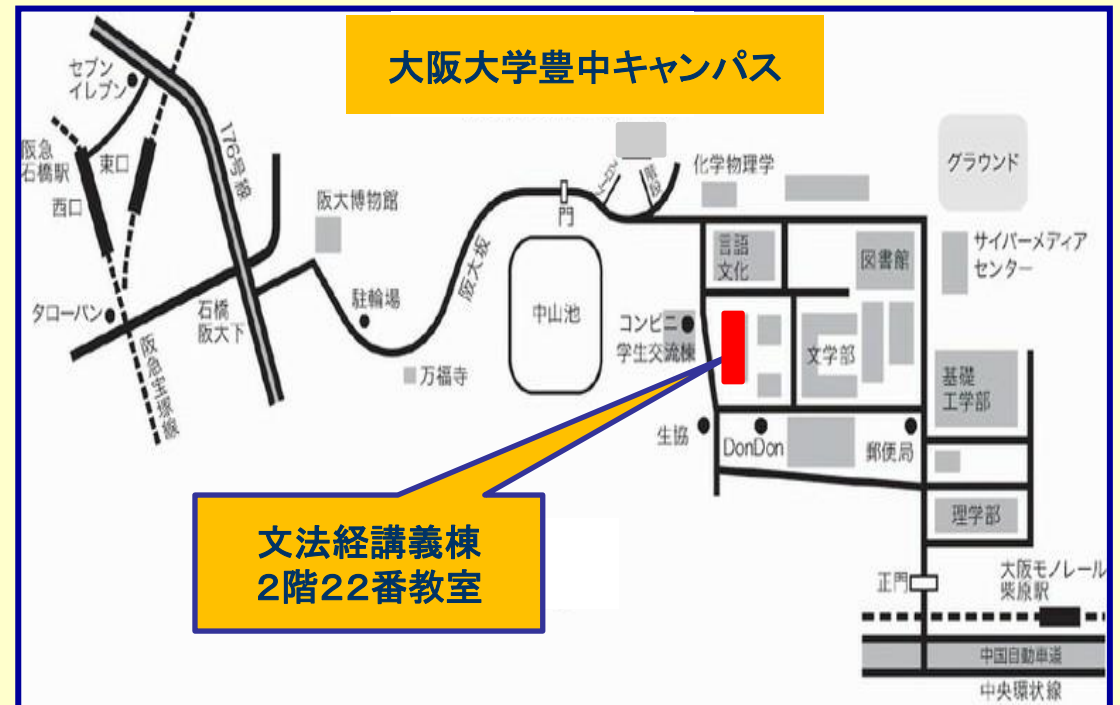 大阪大学豊中キャンパス
セブン
イレブン
176号線
阪急
石橋駅
東口
西口
阪大博物館
門
化学物理学
グラウンド
言語
文化
図書館
サイバーメディア
センター
阪大坂
中山池
駐輪場
タローパン
石橋
阪大下
阪急宝塚線
万福寺
コンビニ
学生交流棟
文学部
基礎
工学部
生協
DonDon
郵便局
理学部
文法経講義棟
２階２２番教室
正門
大阪モノレール
柴原駅
中国自動車道
中央環状線